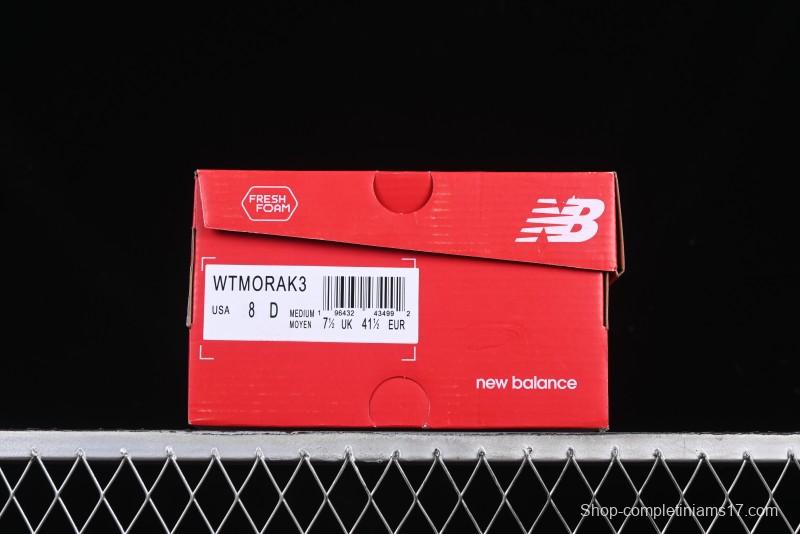 FRESH
FOAM
NB
WTMORAK3
USA 8 D MEDIUM
MOYEN 7½ UK 41½ EUR
1 96432 43499 2
new balance
Shop-completiniams17.com